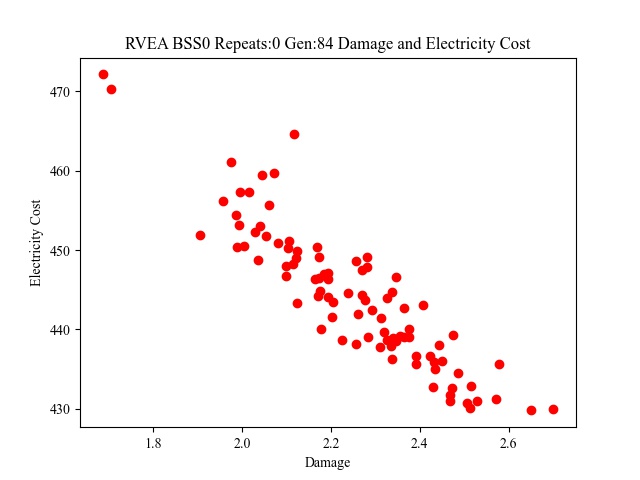 RVEA BSS0 Repeats:0 Gen:84 Damage and Electricity Cost
470
460
450
440
430
Electricity Cost
1.8 2.0 2.2 2.4 2.6
Damage